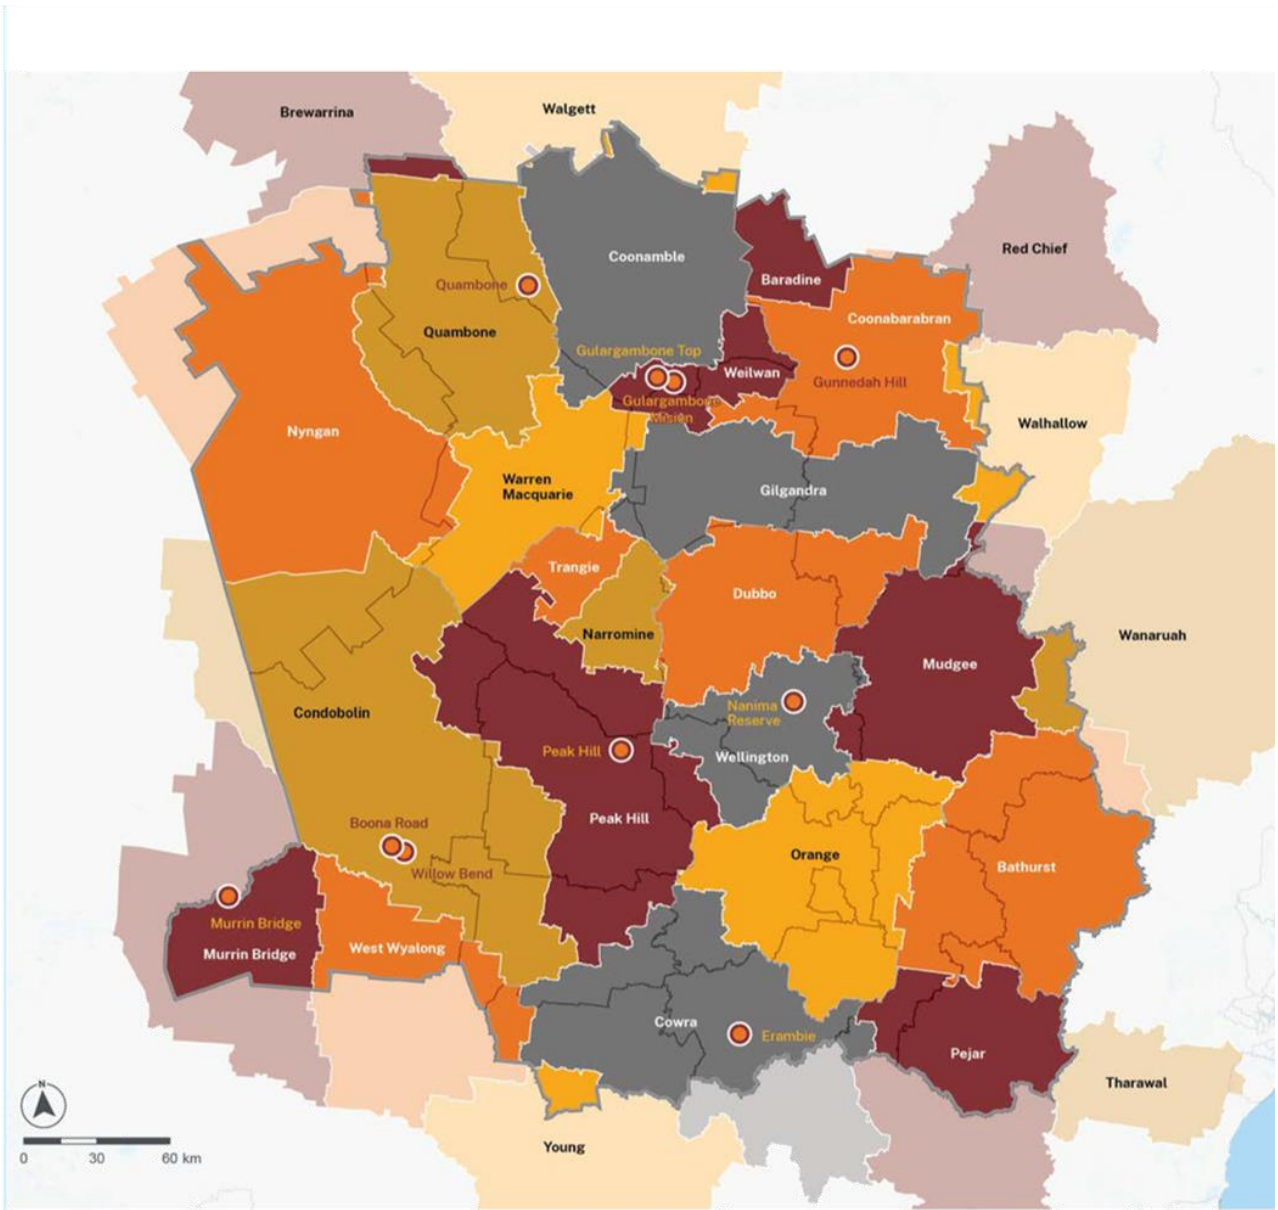 Brewarrina
Walgett
Red Chief
Coonamble
Baradine
Quambone
Coonabarabran
Quambone
Gulargambone Top
Weilwan
Gunnedah Hill
Gulargambone
Mission
Walhallow
Nyngan
Warren
Macquarie
Gilgandra
Trangie
Dubbo
Narromine
Wanaruah
Mudgee
Condobolin
Nanima
Reserve
Peak Hill
Wellington
Peak Hill
Boona Road
Orange
Bathurst
Willow Bend
Murrin Bridge
Murrin Bridge
West Wyalong
Cowra
Erambie
Pejar
Tharawal
Young
N
0 30 60 km